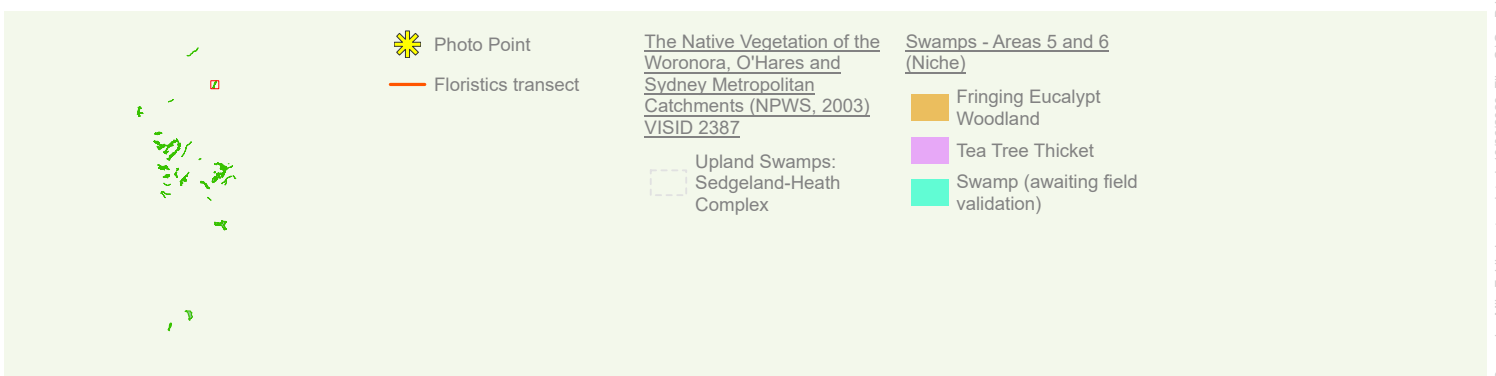 Photo Point
Floristics transect
The Native Vegetation of the
Woronora, O'Hares and
Sydney Metropolitan
Catchments (NPWS, 2003)
VISID 2387
Upland Swamps:
Sedgeland-Heath
Complex
Swamps - Areas 5 and 6
(Niche)
Fringing Eucalypt
Woodland
Tea Tree Thicket
Swamp (awaiting field
validation)